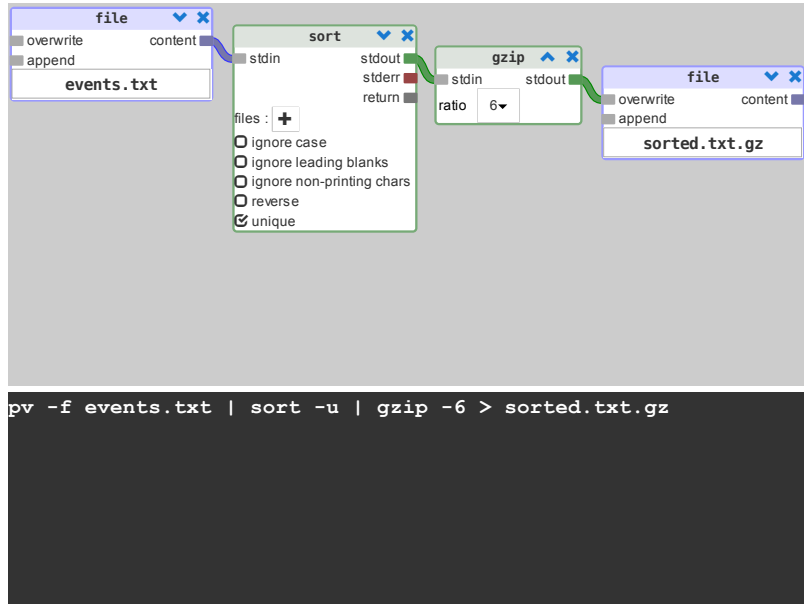 file
overwrite content
append
events.txt
sort
stdin stdout
stderr
return
files :
ignore case
ignore leading blanks
ignore non-printing chars
reverse
unique
gzip
stdin stdout
ratio 6
file
overwrite content
append
sorted.txt.gz
pv -f events.txt | sort -u | gzip -6 > sorted.txt.gz